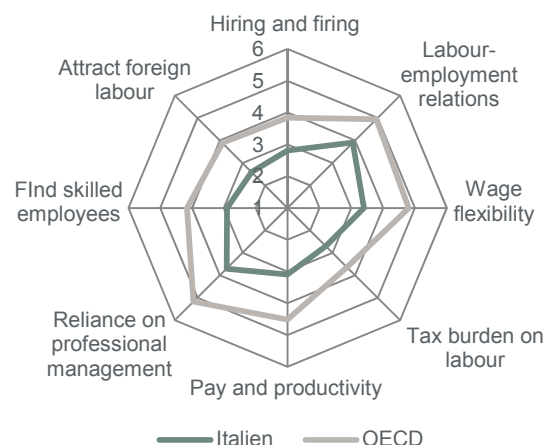 Hiring and firing
6
5
4
3
2
1
Labour-
employment
relations
Wage
flexibility
Tax burden on
labour
Pay and productivity
Reliance on
professional
management
FInd skilled
employees
Attract foreign
labour
Italien
OECD